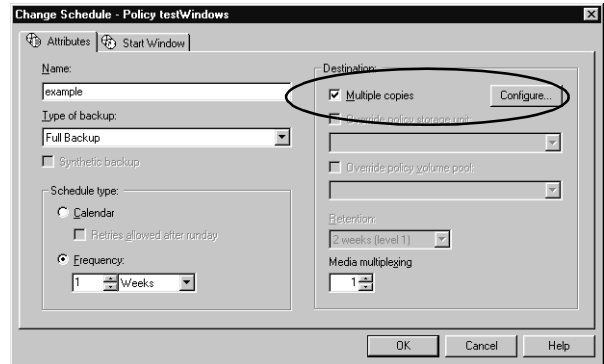 Change Schedule - Policy testWindows
Attributes
Start Window
Name:
example
Type of backup:
Full Backup
Synthetic backup
Schedule type:
Calendar
Retries allowed after runday
Frequency:
1 Weeks
Destination:
Multiple copies
Configure...
Override policy storage unit:
Override policy volume pool:
Retention:
2 weeks (level 1)
Media multiplexing
1
OK
Cancel
Help